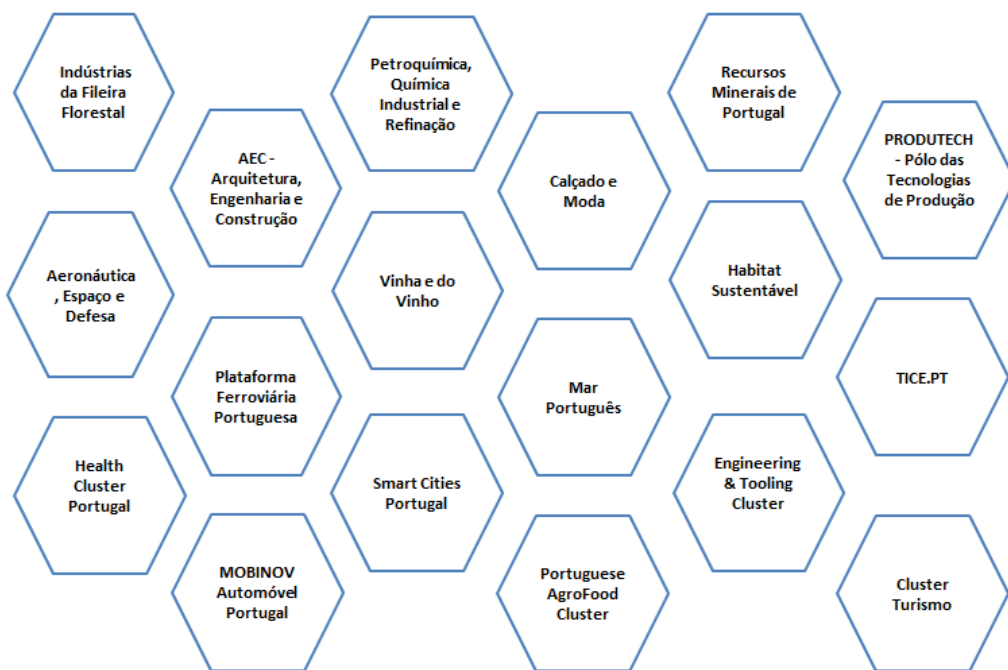 Indústrias
da Fileira
Florestal
Petroquímica,
Química
Industrial e
Refinação
Recursos
Minerais de
Portugal
AEC -
Arquitetura,
Engenharia e
Construção
Calçado e
Moda
PRODUTECH
- Pólo das
Tecnologias
de Produção
Aeronáutica
, Espaço e
Defesa
Vinha e do
Vinho
Habitat
Sustentável
Plataforma
Ferroviária
Portuguesa
Mar
Português
TICE.PT
Health
Cluster
Portugal
Smart Cities
Portugal
Engineering
& Tooling
Cluster
MOBINOV
Automóvel
Portugal
Portuguese
AgroFood
Cluster
Cluster
Turismo